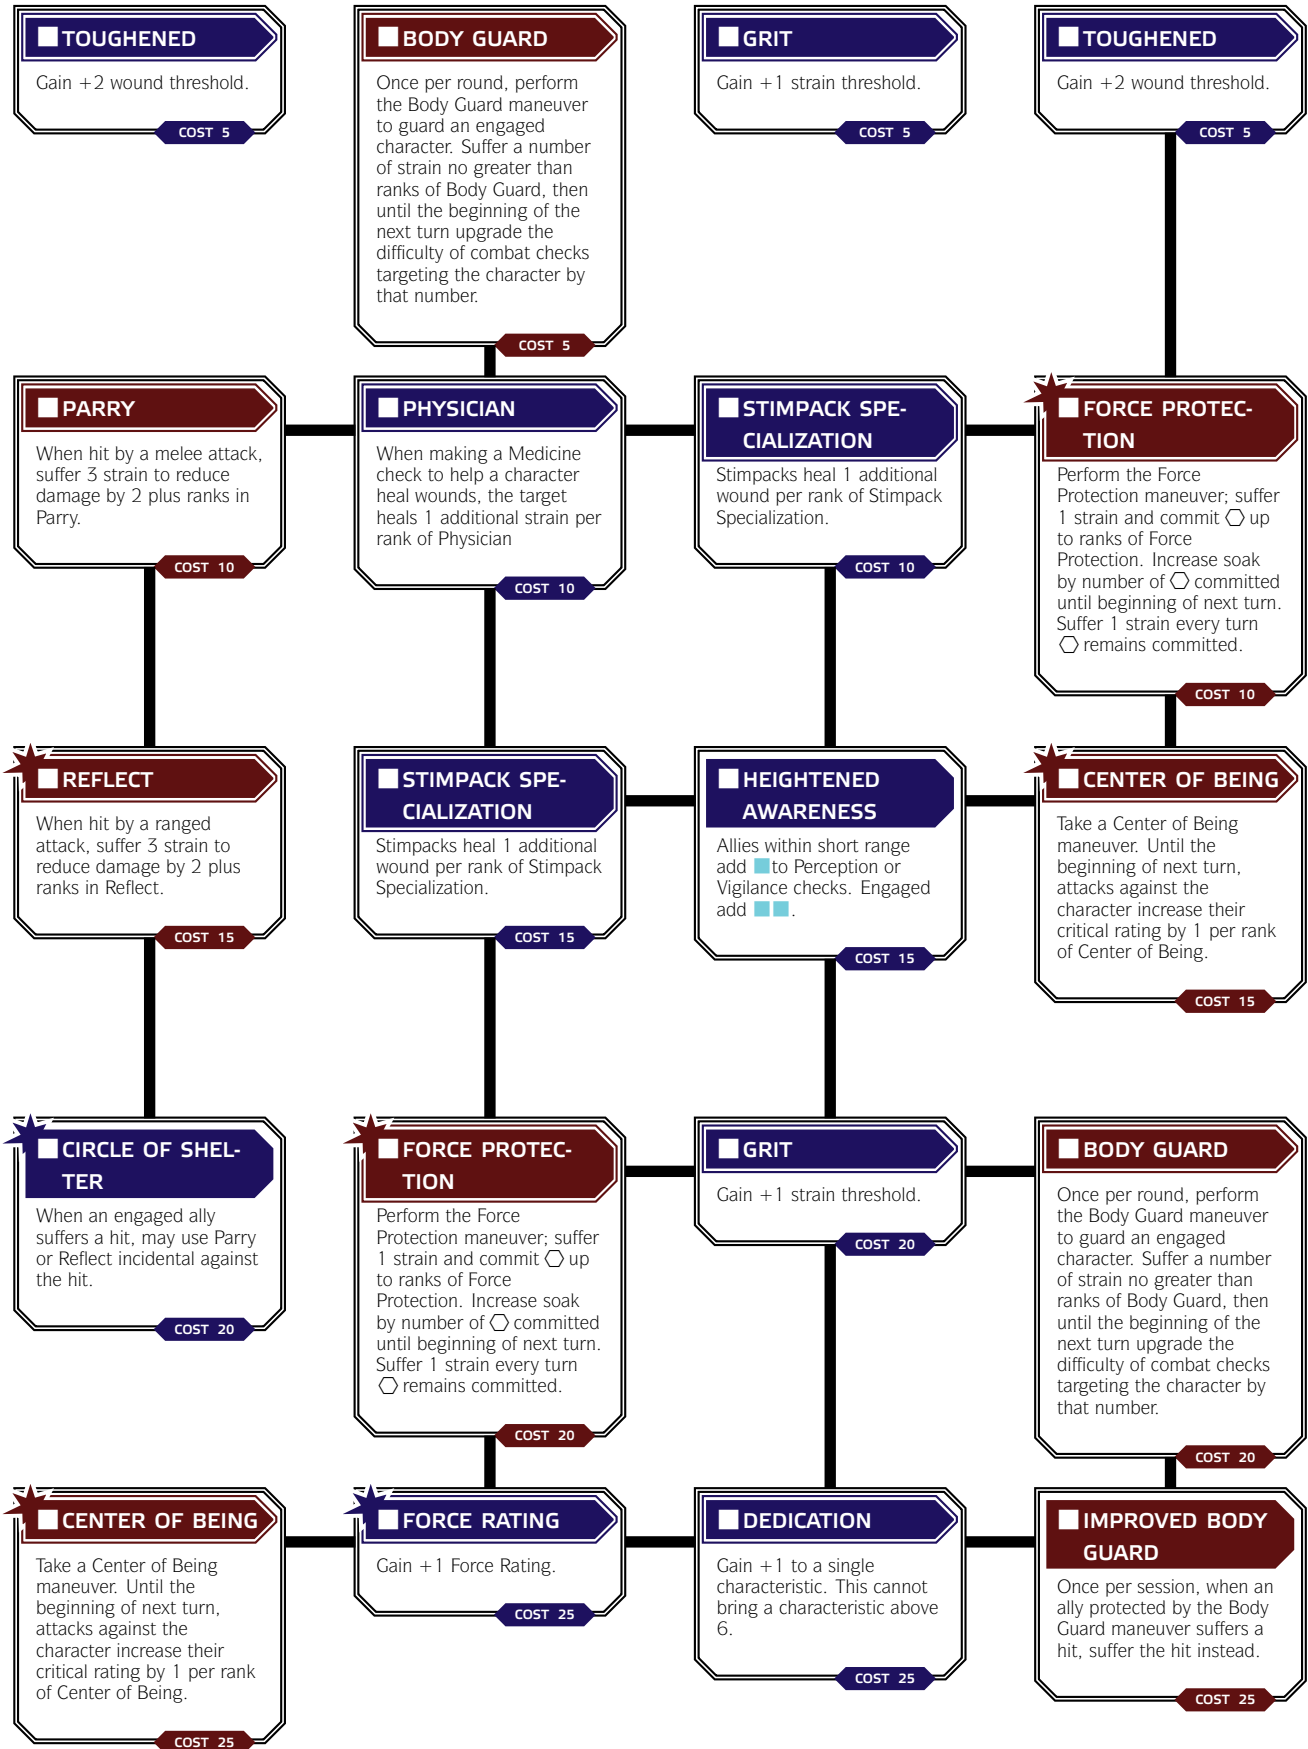 TOUGHENED
Gain +2 wound threshold.
COST 5
BODY GUARD
Once per round, perform
the Body Guard maneuver
to guard an engaged
character. Suffer a number
of strain no greater than
ranks of Body Guard, then
until the beginning of the
next turn upgrade the
difficulty of combat checks
targeting the character by
that number.
COST 5
GRIT
Gain +1 strain threshold.
COST 5
TOUGHENED
Gain +2 wound threshold.
COST 5
PARRY
When hit by a melee attack,
suffer 3 strain to reduce
damage by 2 plus ranks in
Parry.
COST 10
PHYSICIAN
When making a Medicine
check to help a character
heal wounds, the target
heals 1 additional strain per
rank of Physician
COST 10
STIMPACK SPE-
CIALIZATION
Stimpacks heal 1 additional
wound per rank of Stimpack
Specialization.
COST 10
FORCE PROTEC-
TION
Perform the Force
Protection maneuver; suffer
1 strain and commit up
to ranks of Force
Protection. Increase soak
by number of committed
until beginning of next turn.
Suffer 1 strain every turn
remains committed.
COST 10
REFLECT
When hit by a ranged
attack, suffer 3 strain to
reduce damage by 2 plus
ranks in Reflect.
COST 15
STIMPACK SPE-
CIALIZATION
Stimpacks heal 1 additional
wound per rank of Stimpack
Specialization.
COST 15
HEIGHTENED
AWARENESS
Allies within short range
add to Perception or
Vigilance checks. Engaged
add .
COST 15
CENTER OF BEING
Take a Center of Being
maneuver. Until the
beginning of next turn,
attacks against the
character increase their
critical rating by 1 per rank
of Center of Being.
COST 15
CIRCLE OF SHEL-
TER
When an engaged ally
suffers a hit, may use Parry
or Reflect incidental against
the hit.
COST 20
FORCE PROTEC-
TION
Perform the Force
Protection maneuver; suffer
1 strain and commit up
to ranks of Force
Protection. Increase soak
by number of committed
until beginning of next turn.
Suffer 1 strain every turn
remains committed.
COST 20
GRIT
Gain +1 strain threshold.
COST 20
BODY GUARD
Once per round, perform
the Body Guard maneuver
to guard an engaged
character. Suffer a number
of strain no greater than
ranks of Body Guard, then
until the beginning of the
next turn upgrade the
difficulty of combat checks
targeting the character by
that number.
COST 20
CENTER OF BEING
Take a Center of Being
maneuver. Until the
beginning of next turn,
attacks against the
character increase their
critical rating by 1 per rank
of Center of Being.
COST 25
FORCE RATING
Gain +1 Force Rating.
COST 25
DEDICATION
Gain +1 to a single
characteristic. This cannot
bring a characteristic above
6.
COST 25
IMPROVED BODY
GUARD
Once per session, when an
ally protected by the Body
Guard maneuver suffers a
hit, suffer the hit instead.
COST 25